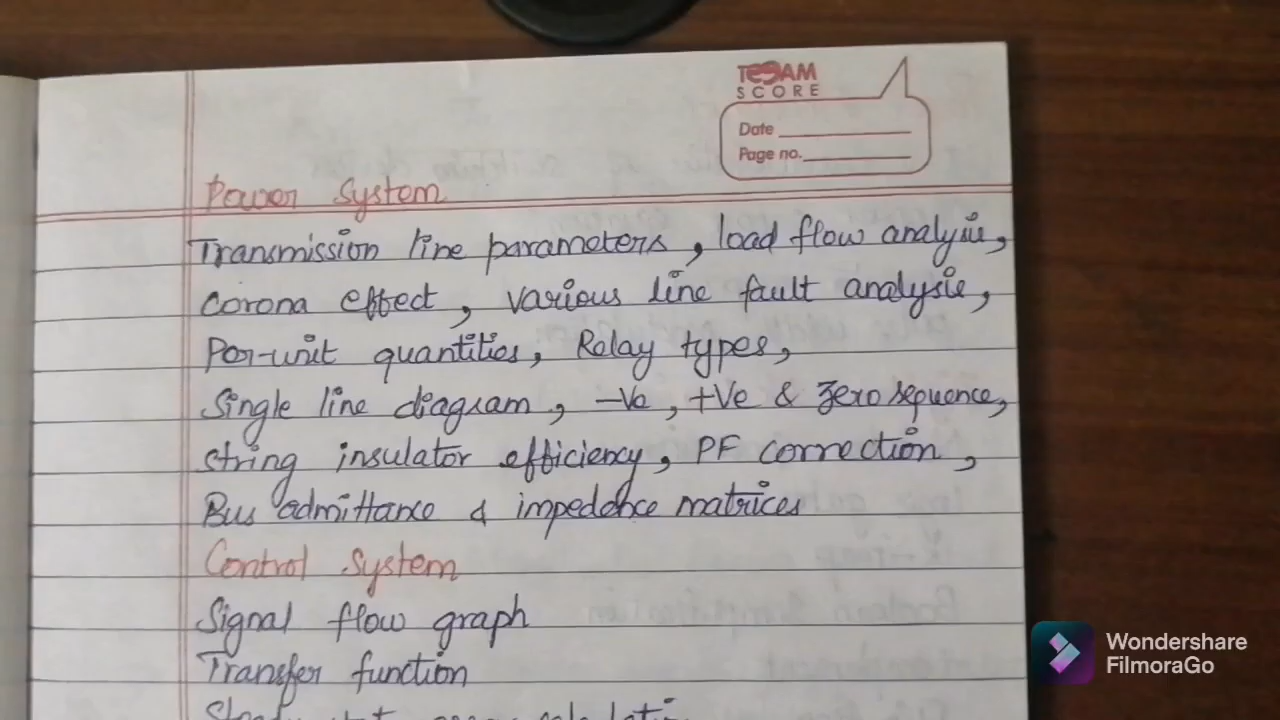 TEAM
SCORE
Date
Page no.
Power System
Transmission line parameters, load flow analysis,
Corona effect, various line fault analysis,
Per-unit quantities, Relay types,
Single line diagram, -Ve, +Ve & Zero sequence,
String insulator efficiency, PF correction,
Bus admittance & impedance matrices
Control System
Signal flow graph
Transfer function
Wondershare
FilmoraGo